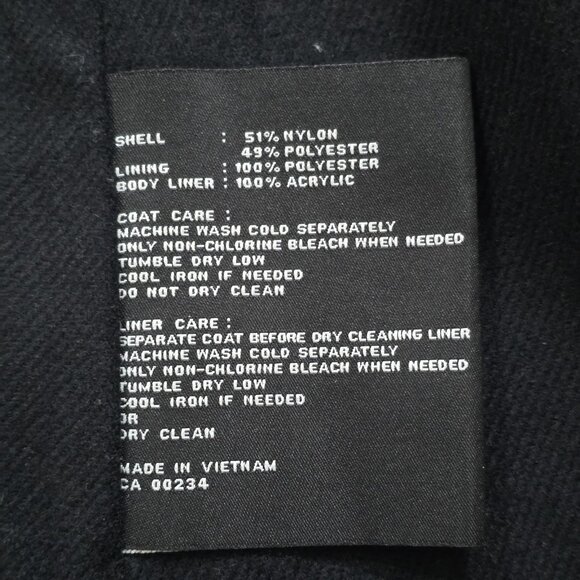 SHELL : 51% NYLON
49% POLYESTER
LINING : 100% POLYESTER
BODY LINER : 100% ACRYLIC
COAT CARE :
MACHINE WASH COLD SEPARATELY
ONLY NON-CHLORINE BLEACH WHEN NEEDED
TUMBLE DRY LOW
COOL IRON IF NEEDED
DO NOT DRY CLEAN
LINER CARE :
SEPARATE COAT BEFORE DRY CLEANING LINER
MACHINE WASH COLD SEPARATELY
ONLY NON-CHLORINE BLEACH WHEN NEEDED
TUMBLE DRY LOW
COOL IRON IF NEEDED
OR
DRY CLEAN
MADE IN VIETNAM
CA 00234